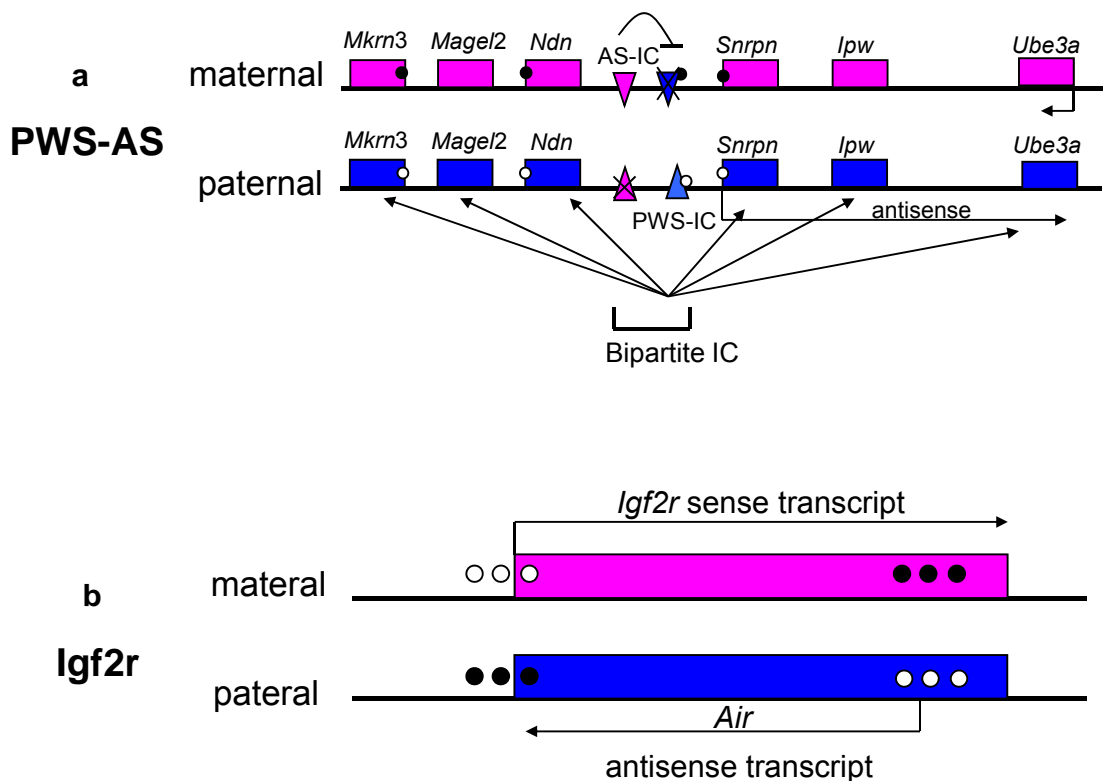 a
PWS-AS
Mkrn3 Magel2 Ndn AS-IC Snrpn Ipw Ube3a
maternal
Mkrn3 Magel2 Ndn Snrpn Ipw Ube3a
paternal
PWS-IC
antisense
Bipartite IC
b
Igf2r
Igf2r sense transcript
materal
pateral
Air
antisense transcript